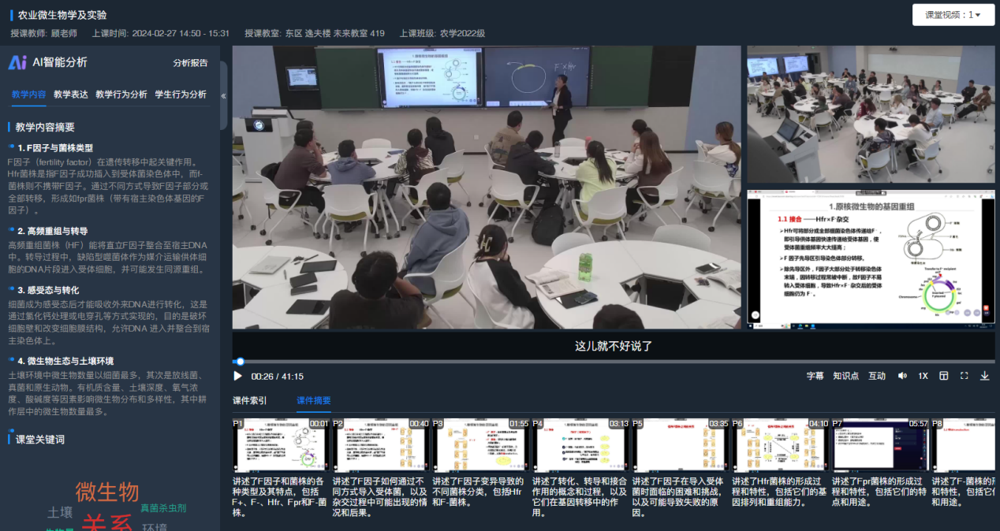 农业微生物学及实验
课堂视频：1
授课教师: 顾老师 上课时间: 2024-02-27 14:50 - 15:31 授课教室: 东区 逸夫楼 未来教室 419 上课班级: 农学2022级
Ai AI智能分析 分析报告
教学内容 教学表达 教学行为分析 学生行为分析
«
教学内容摘要
1. F因子与菌株类型
F因子（fertility factor）在遗传转移中起关键作用。
Hfr菌株是指F因子成功插入到受体菌染色体中，而f-
菌株则不携带F因子。通过不同方式导致F因子部分或
全部转移，形成如fpr菌株（带有宿主染色体基因的F
因子）。
2. 高频重组与转导
高频重组菌株（HF）能将直立F因子整合至宿主DNA
中。转导过程中，缺陷型噬菌体作为媒介运输供体细
胞的DNA片段进入受体细胞，并可能发生同源重组。
3. 感受态与转化
细菌成为感受态后才能吸收外来DNA进行转化，这是
通过氯化钙处理或电穿孔等方式实现的，目的是破坏
细胞壁和改变细胞膜结构，允许DNA 进入并整合到宿
主染色体上。
4. 微生物生态与土壤环境
土壤环境中微生物数量以细菌最多，其次是放线菌、
真菌和原生动物。有机质含量、土壤深度、氧气浓
度、酸碱度等因素影响微生物分布和多样性，其中耕
作层中的微生物数量最多。
课堂关键词
微生物
土壤
真菌杀虫剂
关系
环境
F⁻×Hfr
1.原核微生物的基因重组
1.1 接合 ——Hfr×F⁻杂交
Hfr可将部分或全部细菌染色体传递给F⁻，
即引导供体基因快速传递给受体基因，使
受体菌重组频率大大提高；
F 因子先导区引导染色体部分转移。
除先导区外，F因子大部分处于转移染色体
末端，因转移过程常被中断，故F因子不易
转入受体细胞，导致Hfr×F⁻杂交后的受体
细胞仍为 F⁻。
Transfer to F⁻ recipient
Chromosome
这儿就不好说了
00:26 / 41:15
字幕 知识点 互动 1X
课件索引 课件摘要
P1 00:01
讲述了F因子和菌株的各
种类型及其特点，包括
F+、F-、Hfr、Fpr和F-菌
株。
P2 00:40
讲述了F因子如何通过不
同方式导入受体菌，以及
杂交过程中可能出现的情
况和后果。
P3 01:55
讲述了F因子变异导致的
不同菌株分类，包括Hfr
和F-菌株。
P4 03:13
讲述了转化、转导和接合
作用的概念和过程，以及
它们在基因转移中的作
用。
P5 03:35
讲述了F因子在导入受体
菌时面临的困难和挑战，
以及可能导致失败的原
因。
P6 04:10
讲述了Hfr菌株的形成过
程和特性，包括它们的基
因排列和重组能力。
P7 05:57
讲述了Fpr菌株的形成过
程和特性，包括它们的特
点和用途。
P8
讲述了F-菌株的形
和特性，包括它们
和用途。